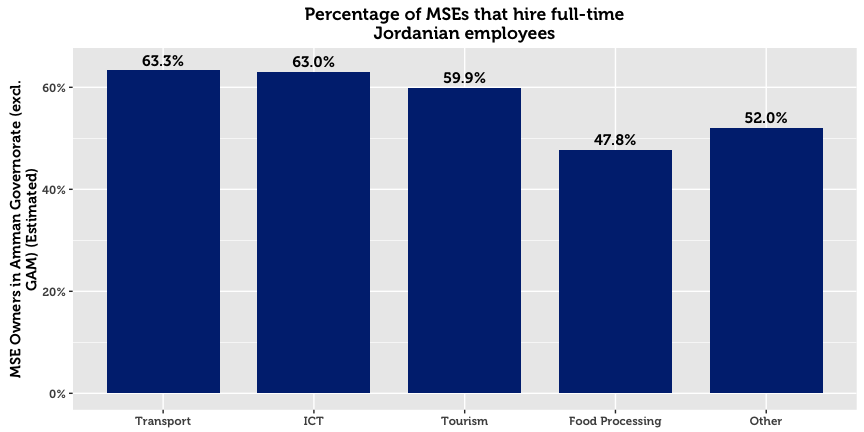 Percentage of MSEs that hire full-time
Jordanian employees
MSE Owners in Amman Governorate (excl.
GAM) (Estimated)
60%
40%
20%
0%
63.3%
63.0%
59.9%
47.8%
52.0%
Transport
ICT
Tourism
Food Processing
Other